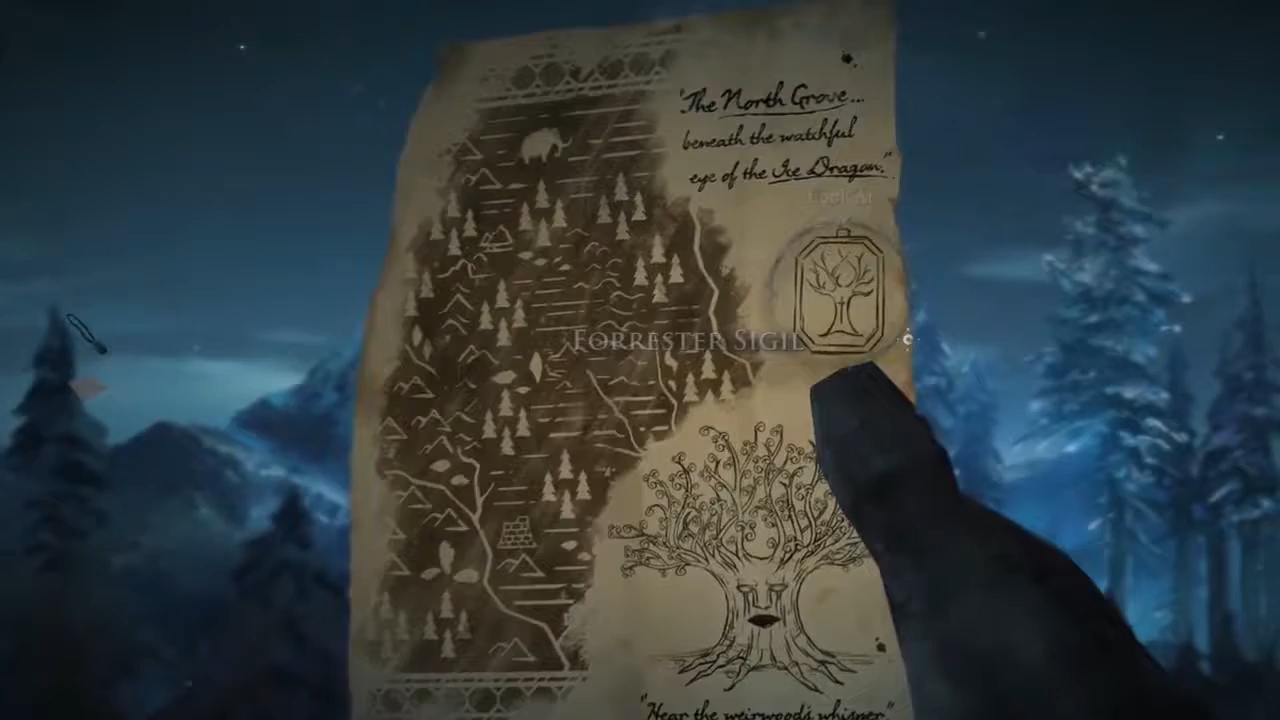 "The North Grove...
beneath the watchful
eye of the Ice Dragon."
Look At
FORRESTER SIGIL
"Hear the weirwood's whisper"